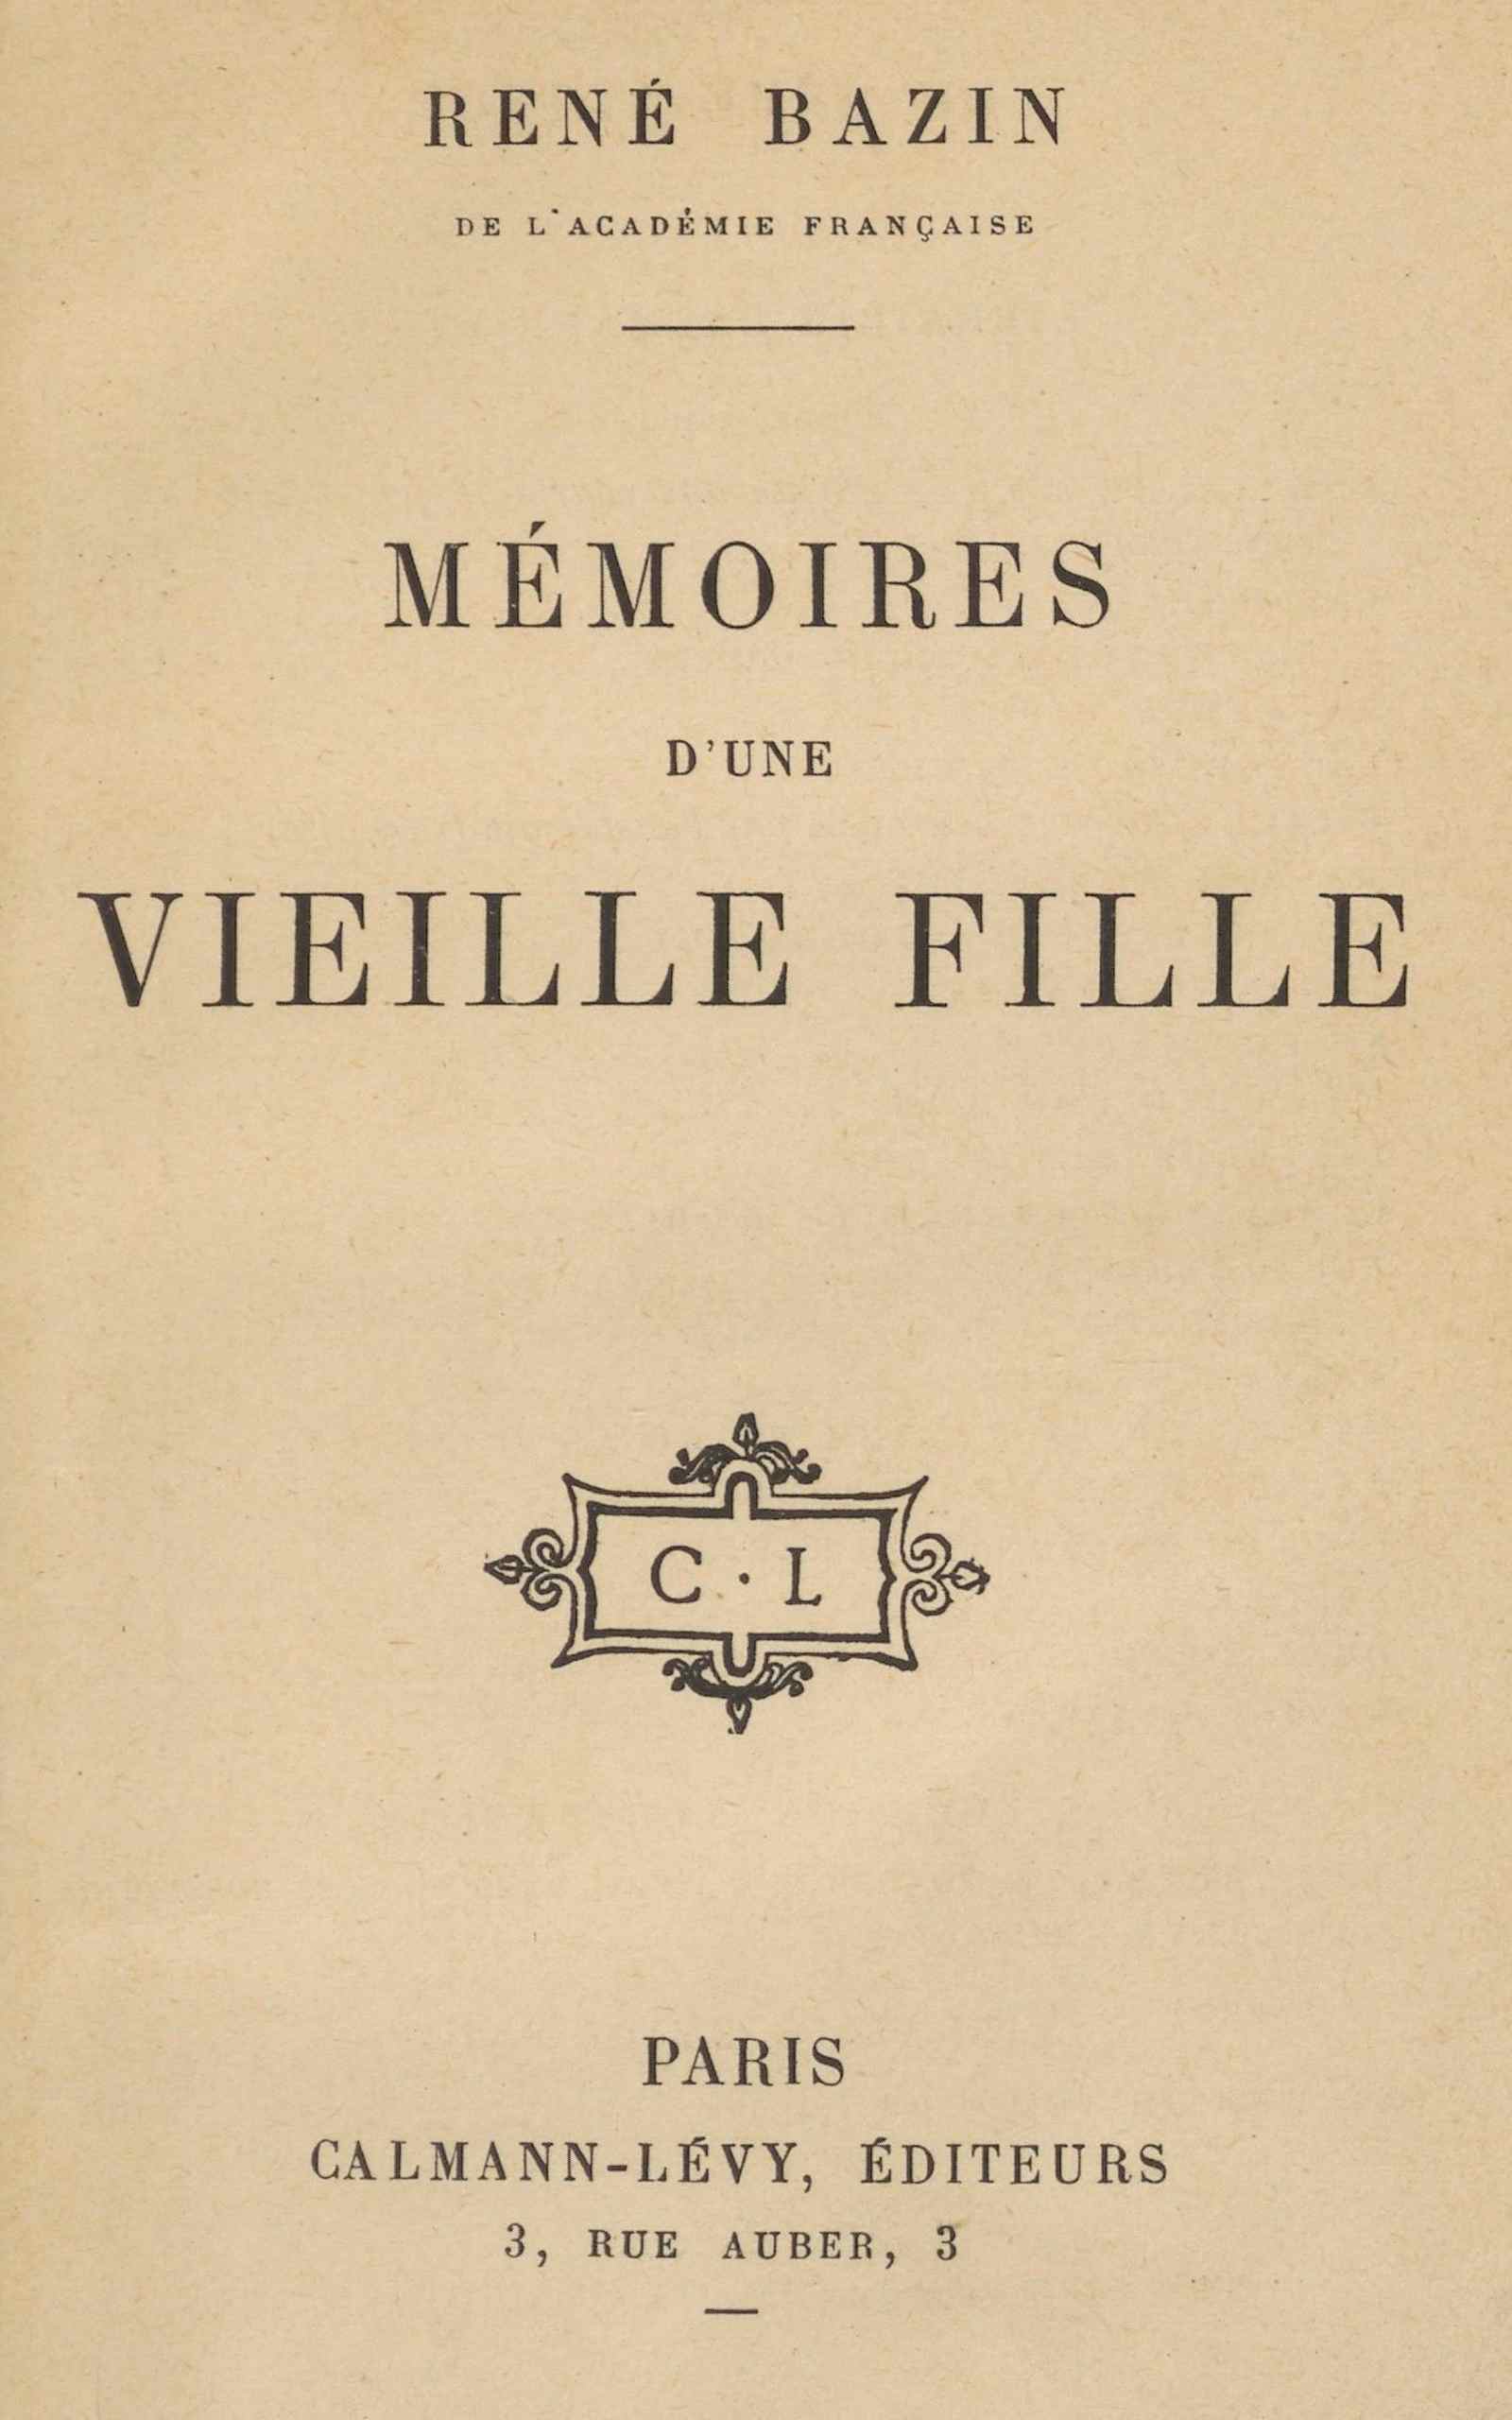 RENÉ BAZIN
DE L'ACADÉMIE FRANÇAISE
MÉMOIRES
D'UNE
VIEILLE FILLE
C · L
PARIS
CALMANN-LÉVY, ÉDITEURS
3, RUE AUBER, 3